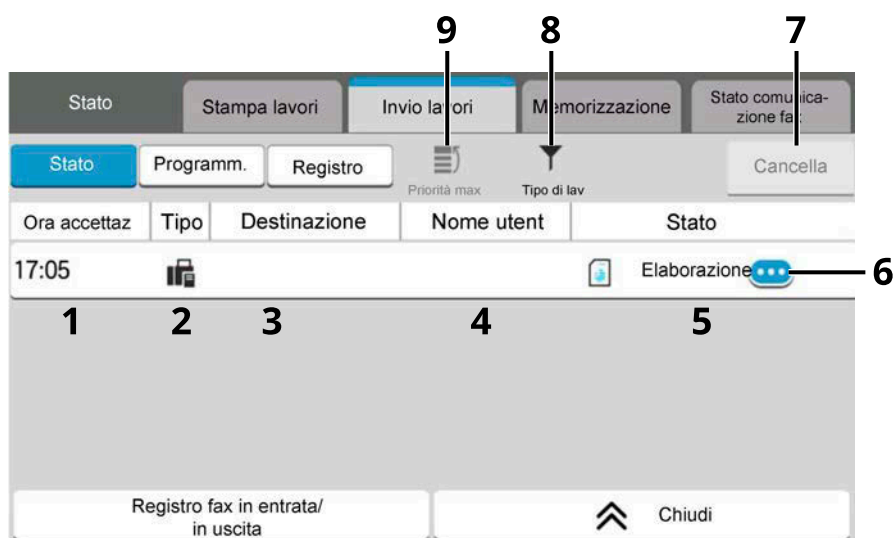 9 8 7
Stato Stampa lavori Invio lavori Memorizzazione Stato comunica-
zione fax
Stato Programm. Registro Cancella
Priorità max Tipo di lav
Ora accettaz Tipo Destinazione Nome utent Stato
17:05 Elaborazione 6
1 2 3 4 5
Registro fax in entrata/
in uscita
Chiudi